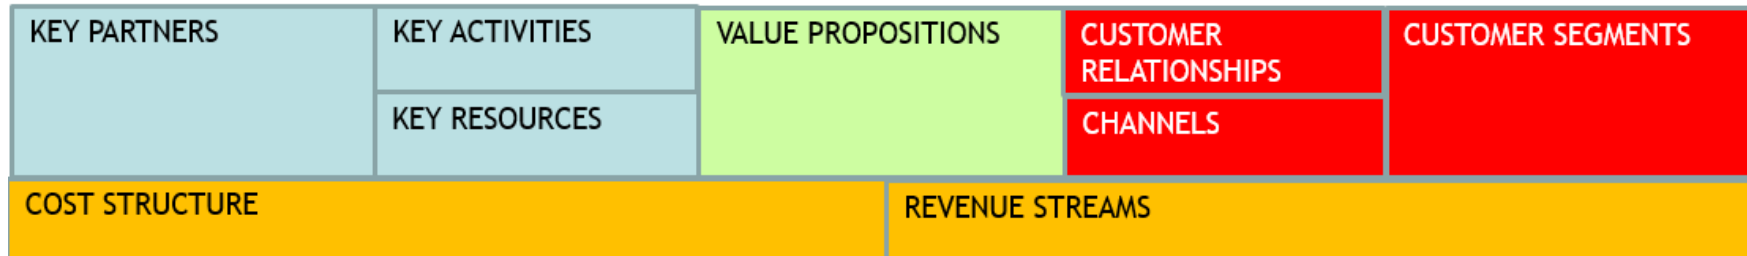 KEY PARTNERS
KEY ACTIVITIES
KEY RESOURCES
VALUE PROPOSITIONS
CUSTOMER
RELATIONSHIPS
CHANNELS
CUSTOMER SEGMENTS
COST STRUCTURE
REVENUE STREAMS